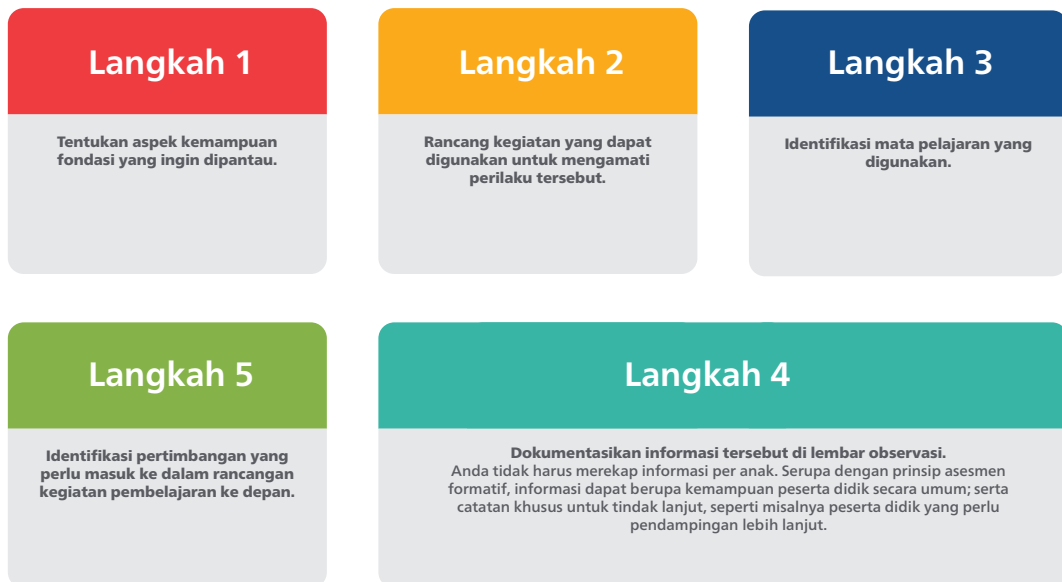 Langkah 1
Tentukan aspek kemampuan
fondasi yang ingin dipantau.
Langkah 2
Rancang kegiatan yang dapat
digunakan untuk mengamati
perilaku tersebut.
Langkah 3
Identifikasi mata pelajaran yang
digunakan.
Langkah 5
Identifikasi pertimbangan yang
perlu masuk ke dalam rancangan
kegiatan pembelajaran ke depan.
Langkah 4
Dokumentasikan informasi tersebut di lembar observasi.
Anda tidak harus merekap informasi per anak. Serupa dengan prinsip asesmen
formatif, informasi dapat berupa kemampuan peserta didik secara umum; serta
catatan khusus untuk tindak lanjut, seperti misalnya peserta didik yang perlu
pendampingan lebih lanjut.